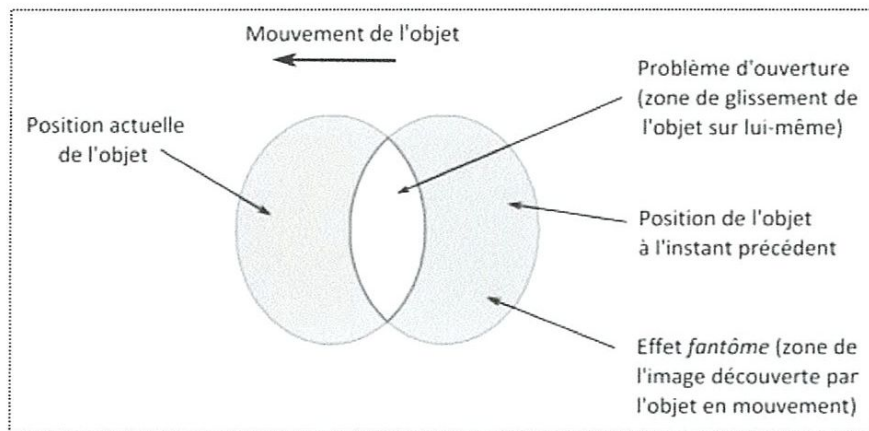 Mouvement de l'objet
Position actuelle
de l'objet
Problème d'ouverture
(zone de glissement de
l'objet sur lui-même)
Position de l'objet
à l'instant précédent
Effet fantôme (zone de
l'image découverte par
l'objet en mouvement)